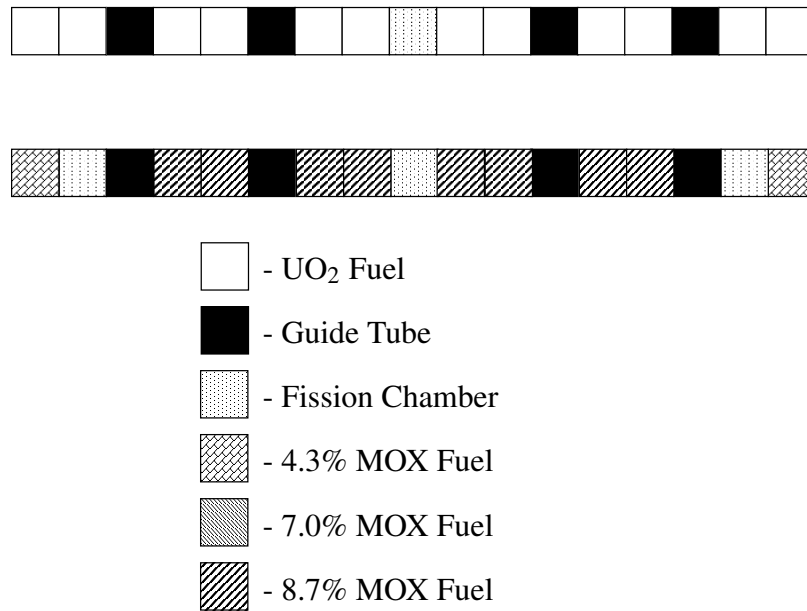 - UO₂ Fuel
- Guide Tube
- Fission Chamber
- 4.3% MOX Fuel
- 7.0% MOX Fuel
- 8.7% MOX Fuel